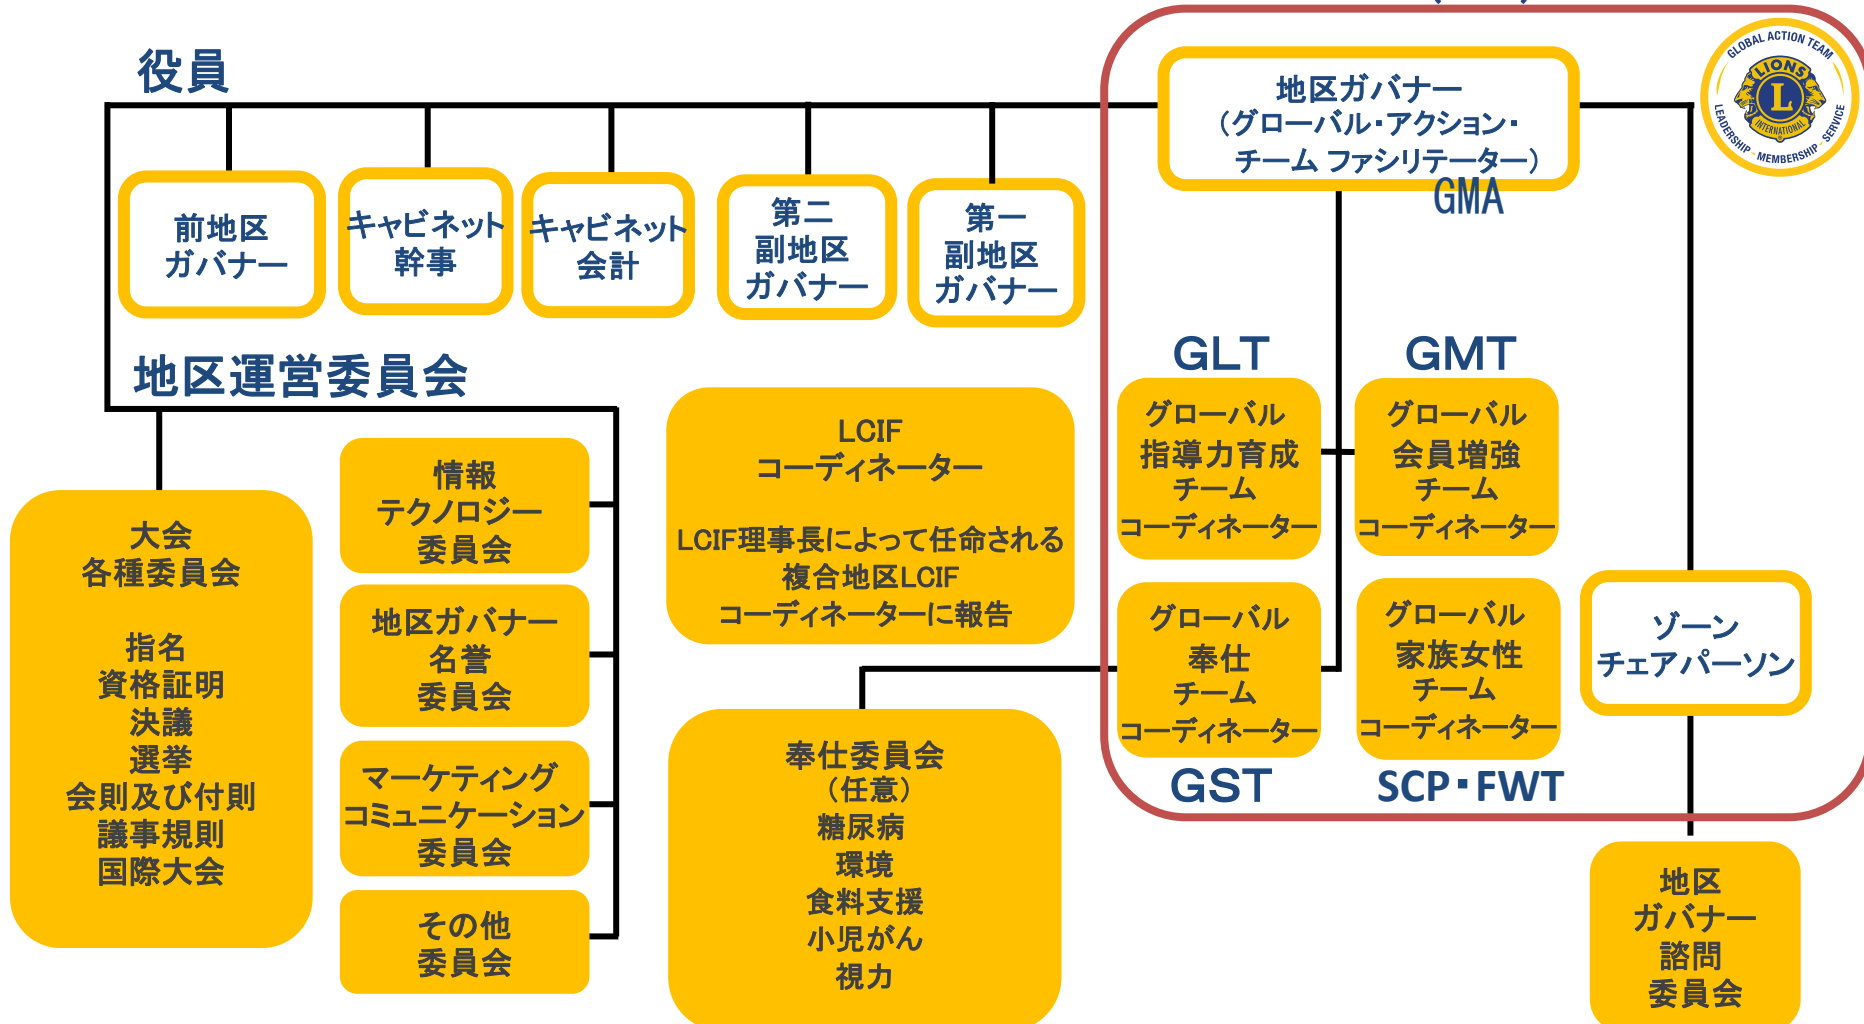 役員
地区ガバナー
(グローバル・アクション・
チーム ファシリテーター)
GMA
GLOBAL ACTION TEAM
LIONS
L
INTERNATIONAL
LEADERSHIP - MEMBERSHIP - SERVICE
前地区
ガバナー
キャビネット
幹事
キャビネット
会計
第二
副地区
ガバナー
第一
副地区
ガバナー
地区運営委員会
大会
各種委員会
指名
資格証明
決議
選挙
会則及び付則
議事規則
国際大会
情報
テクノロジー
委員会
地区ガバナー
名誉
委員会
マーケティング
コミュニケーション
委員会
その他
委員会
LCIF
コーディネーター
LCIF理事長によって任命される
複合地区LCIF
コーディネーターに報告
奉仕委員会
(任意)
糖尿病
環境
食料支援
小児がん
視力
GLT
グローバル
指導力育成
チーム
コーディネーター
GMT
グローバル
会員増強
チーム
コーディネーター
グローバル
奉仕
チーム
コーディネーター
GST
グローバル
家族女性
チーム
コーディネーター
SCP・FWT
ゾーン
チェアパーソン
地区
ガバナー
諮問
委員会